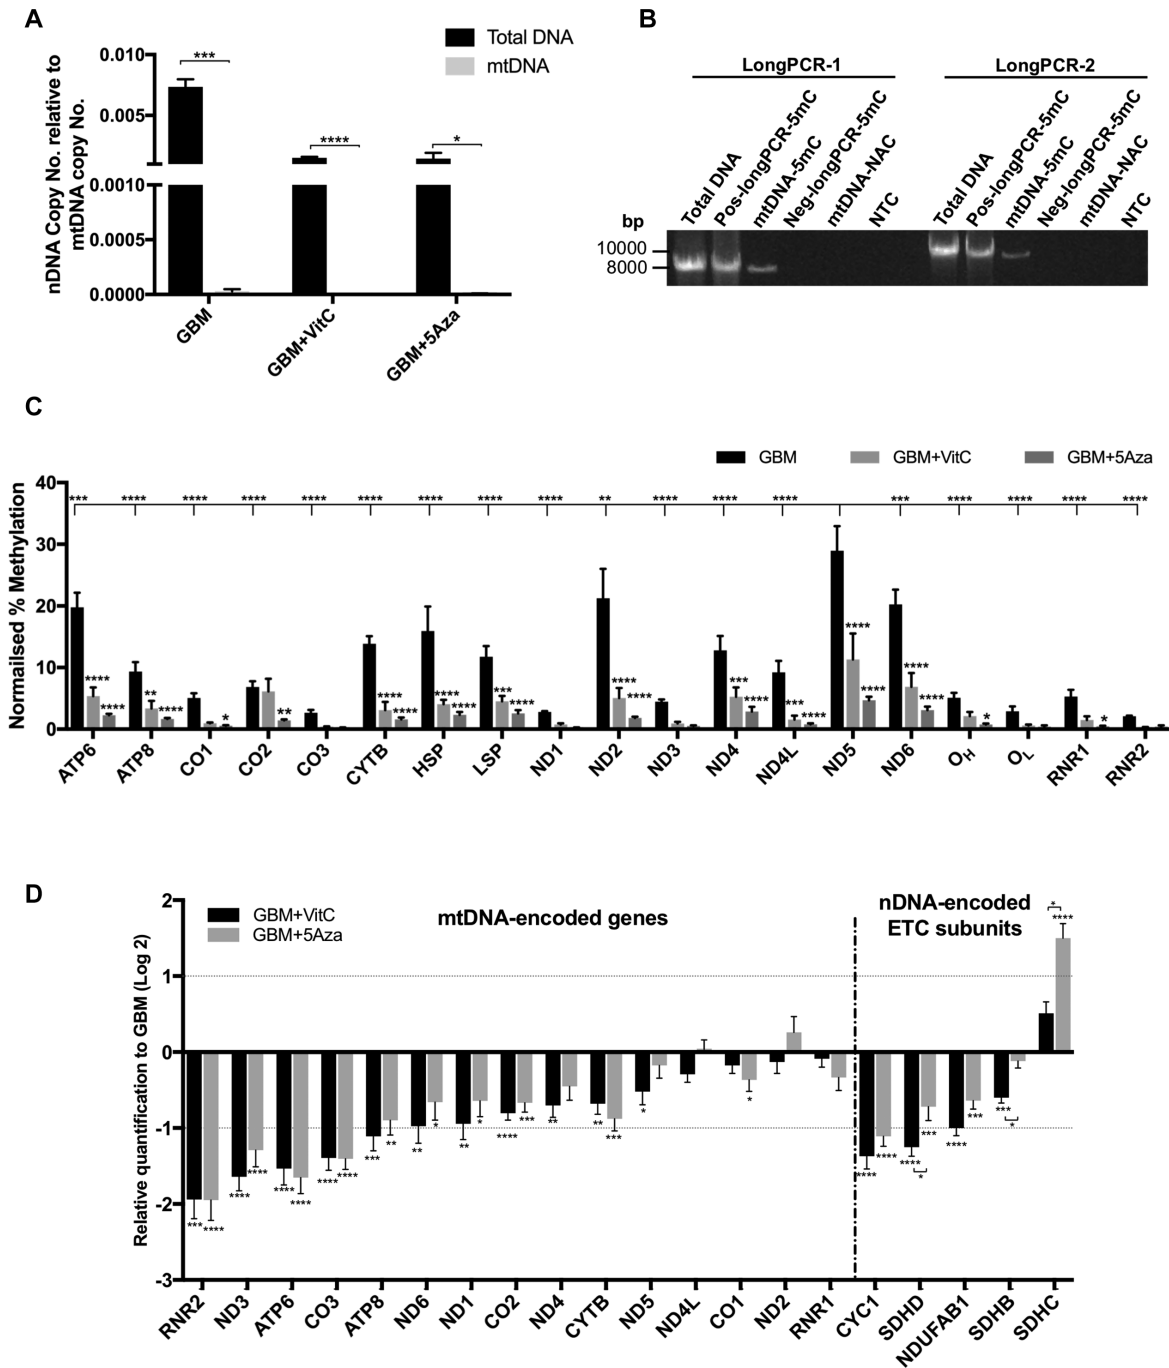 A
Total DNA
mtDNA
nDNA Copy No. relative to
mtDNA copy No.
0.010
0.005
0.0010
0.0005
0.0000
***
****
*
GBM
GBM+VitC
GBM+5Aza
B
LongPCR-1
LongPCR-2
Total DNA
Pos-longPCR-5mC
mtDNA-5mC
Neg-longPCR-5mC
mtDNA-NAC
NTC
Total DNA
Pos-longPCR-5mC
mtDNA-5mC
Neg-longPCR-5mC
mtDNA-NAC
NTC
bp
10000
8000
C
GBM
GBM+VitC
GBM+5Aza
Normailsed % Methylation
40
30
20
10
0
*** **** **** **** **** **** **** **** **** ** **** **** **** *** **** **** **** ****
**** **** ** **** * ** **** **** **** **** *** **** **** **** *** **** *** **** **** **** **** **** * *
ATP6
ATP8
CO1
CO2
CO3
CYTB
HSP
LSP
ND1
ND2
ND3
ND4
ND4L
ND5
ND6
OH
OL
RNR1
RNR2
D
GBM+VitC
GBM+5Aza
mtDNA-encoded genes
nDNA-encoded
ETC subunits
Relative quantification to GBM (Log 2)
2
1
0
-1
-2
-3
*** **** **** **** **** **** **** **** *** ** ** * ** * **** *** ** ** *** * *
**** **** **** *** * **** *** *** * * ****
RNR2
ND3
ATP6
CO3
ATP8
ND6
ND1
CO2
ND4
CYTB
ND5
ND4L
CO1
ND2
RNR1
CYC1
SDHD
NDUFAB1
SDHB
SDHC